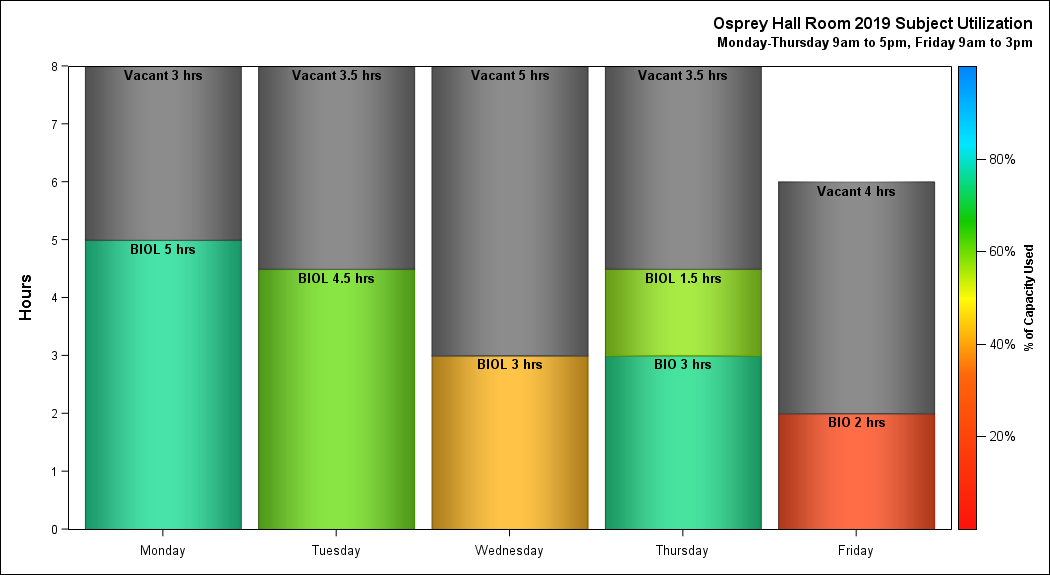 Osprey Hall Room 2019 Subject Utilization
Monday-Thursday 9am to 5pm, Friday 9am to 3pm
8
7
6
5
4
3
2
1
0
Hours
Vacant 3 hrs
BIOL 5 hrs
Vacant 3.5 hrs
BIOL 4.5 hrs
Vacant 5 hrs
BIOL 3 hrs
Vacant 3.5 hrs
BIOL 1.5 hrs
BIO 3 hrs
Vacant 4 hrs
BIO 2 hrs
Monday
Tuesday
Wednesday
Thursday
Friday
80%
60%
40%
20%
% of Capacity Used